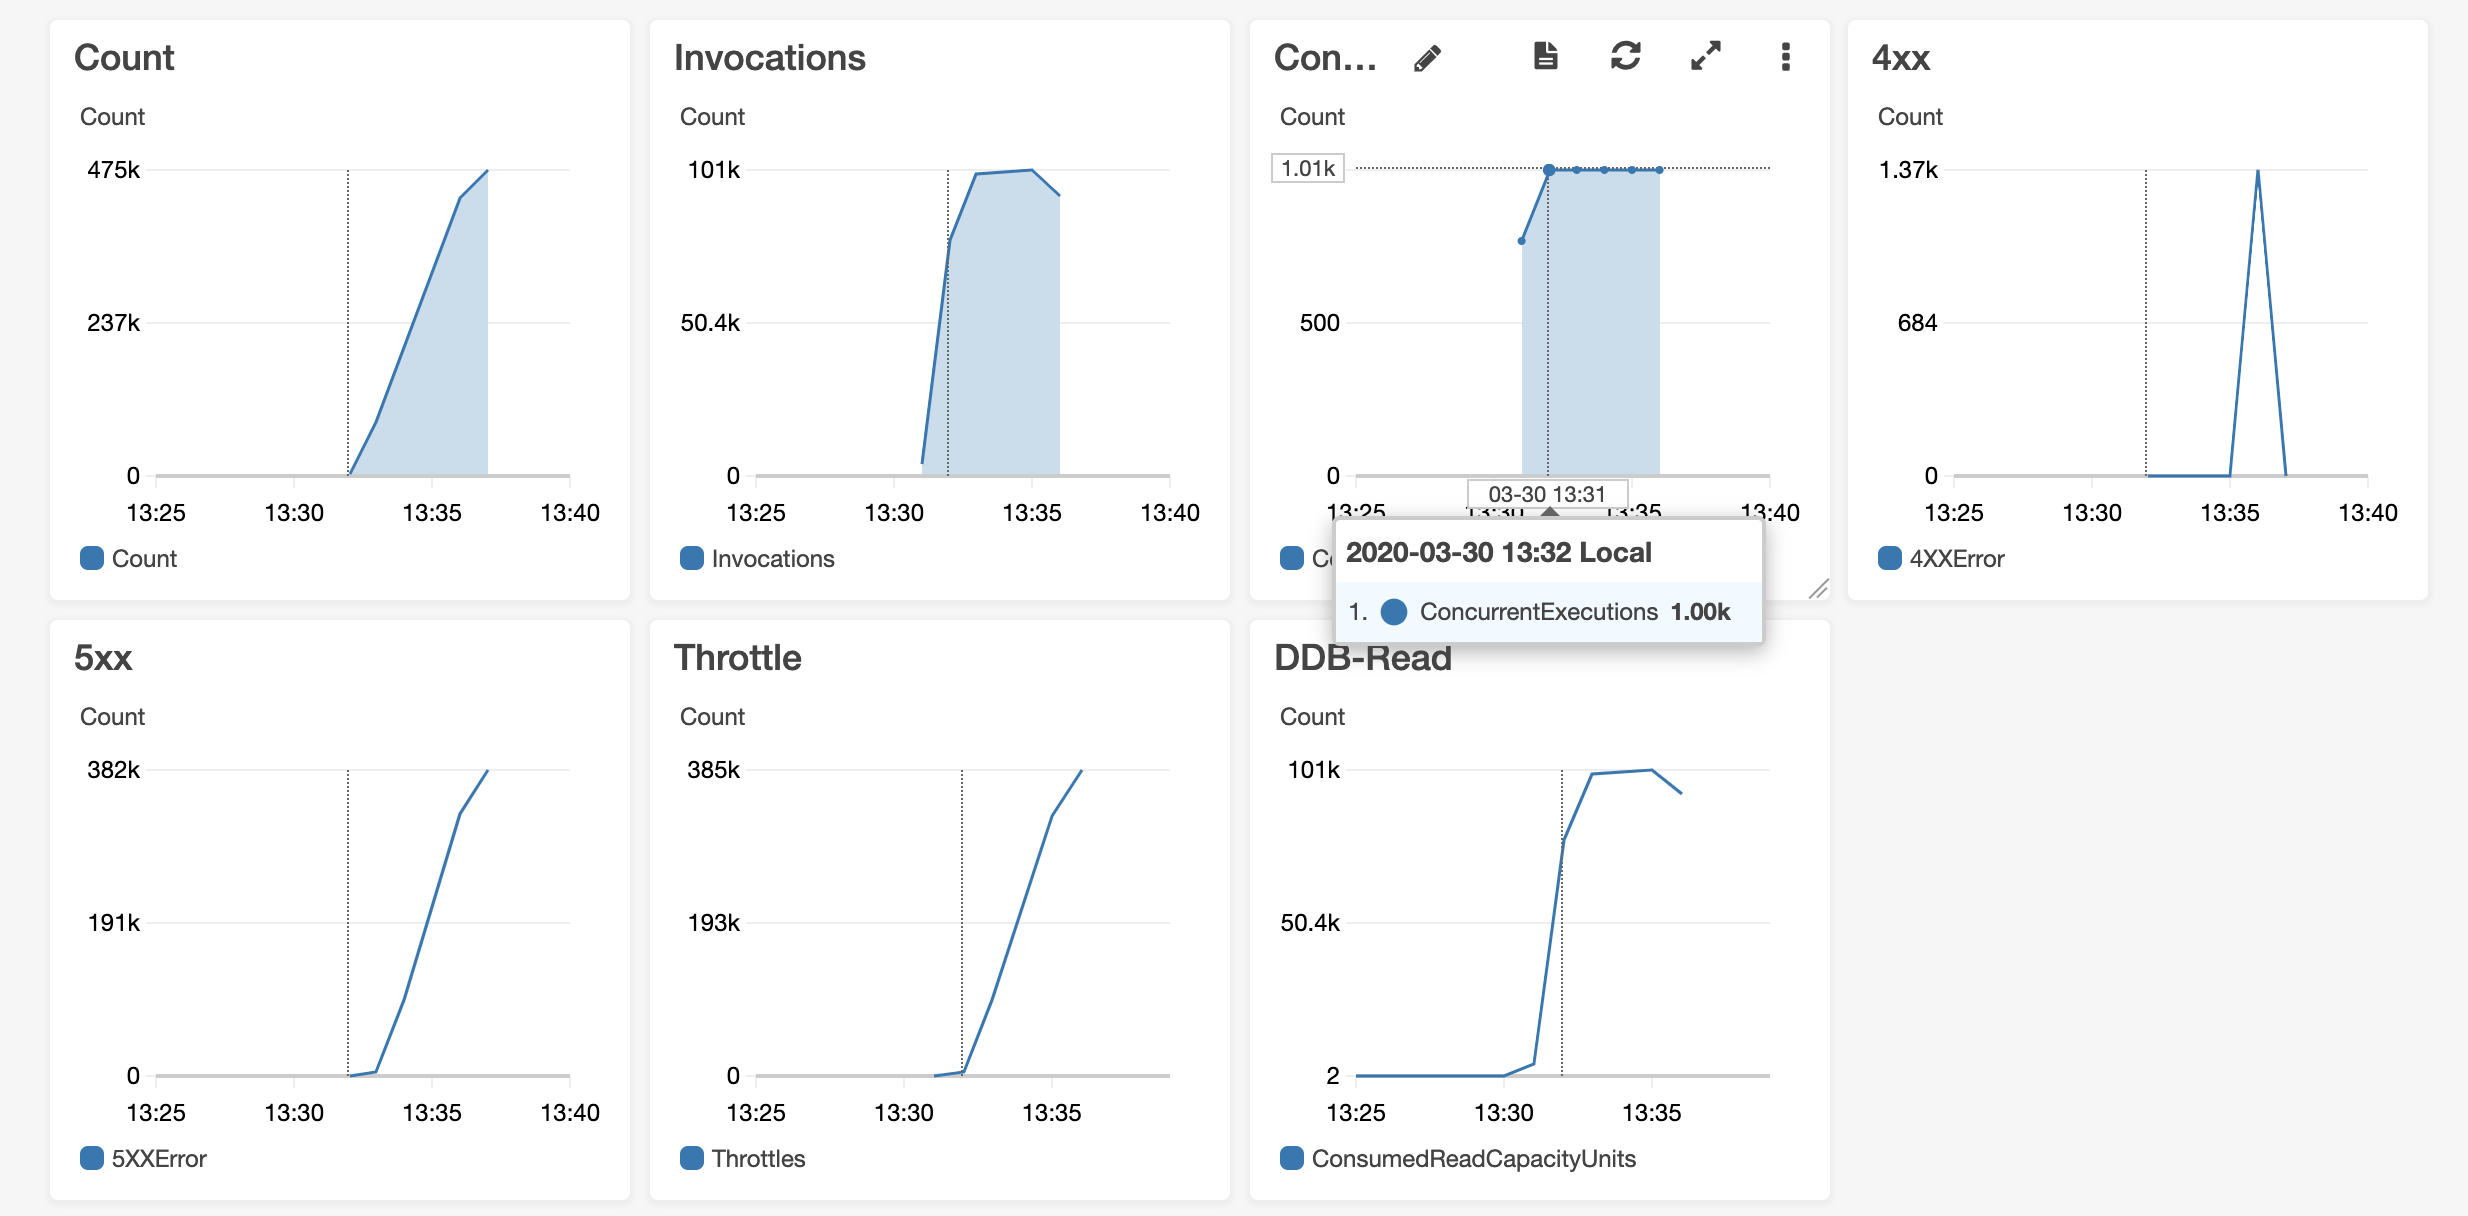 Count
Count
475k
237k
0
13:25 13:30 13:35 13:40
Count
Invocations
Count
101k
50.4k
0
13:25 13:30 13:35 13:40
Invocations
Con...
Count
1.01k
500
0
03-30 13:31
13:25 13:30 13:35 13:40
2020-03-30 13:32 Local
1. ConcurrentExecutions 1.00k
4xx
Count
1.37k
684
0
13:25 13:30 13:35 13:40
4XXError
5xx
Count
382k
191k
0
13:25 13:30 13:35 13:40
5XXError
Throttle
Count
385k
193k
0
13:25 13:30 13:35
Throttles
DDB-Read
Count
101k
50.4k
2
13:25 13:30 13:35
ConsumedReadCapacityUnits